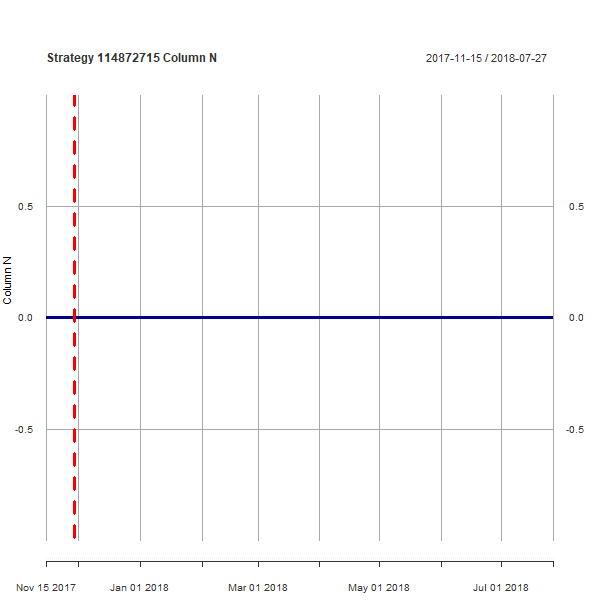 Strategy 114872715 Column N
2017-11-15 / 2018-07-27
0.5
0.5
Column N
0.0
0.0
-0.5
-0.5
Nov 15 2017
Jan 01 2018
Mar 01 2018
May 01 2018
Jul 01 2018